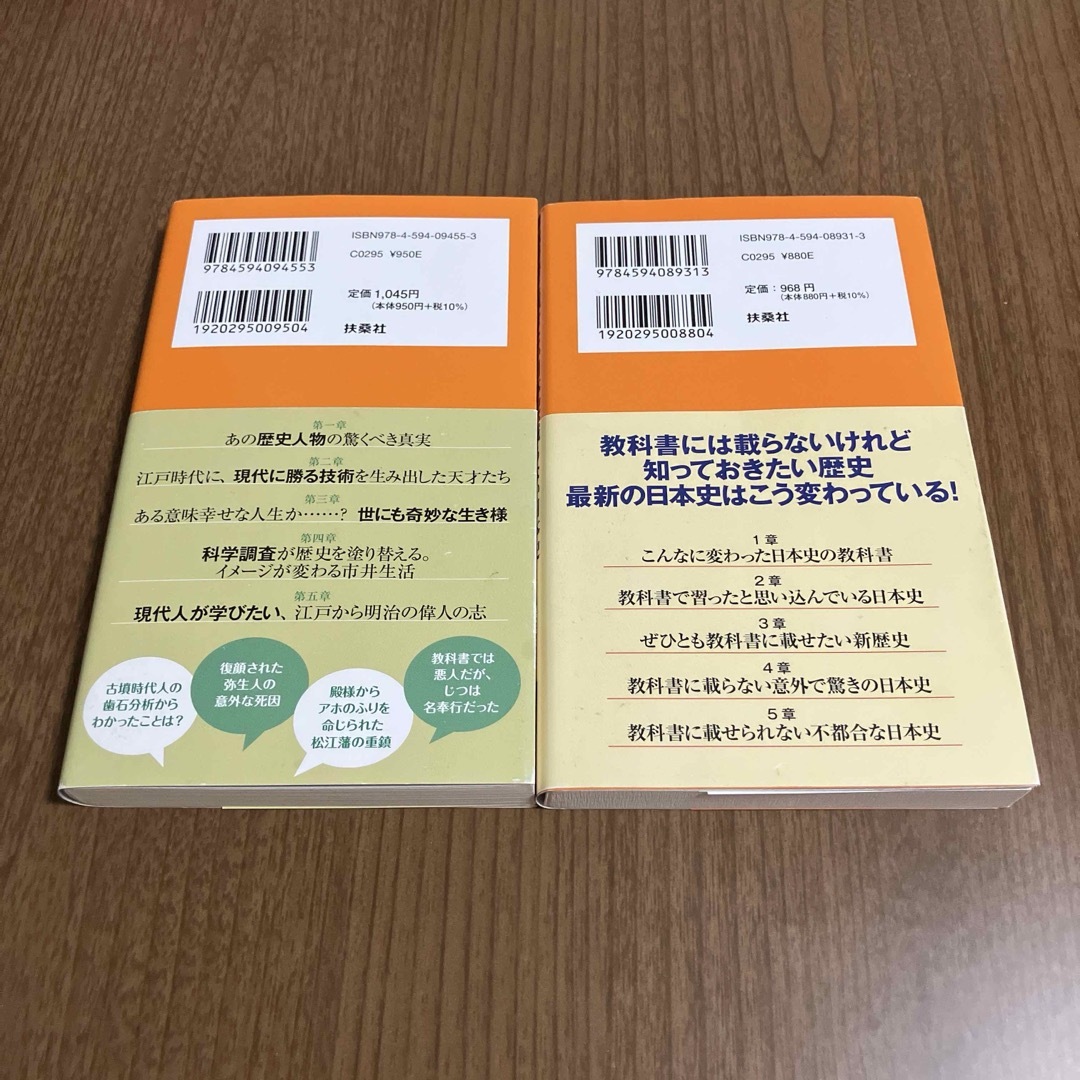 ISBN978-4-594-09455-3
9784594094553
C0295 ¥950E
定価 1,045円
(本体950円+税10%)
1920295009504
扶桑社
第一章
あの歴史人物の驚くべき真実
第二章
江戸時代に、現代に勝る技術を生み出した天才たち
第三章
ある意味幸せな人生か……? 世にも奇妙な生き様
第四章
科学調査が歴史を塗り替える。
イメージが変わる市井生活
第五章
現代人が学びたい、江戸から明治の偉人の志
古墳時代人の
歯石分析から
わかったことは?
復顔された
弥生人の
意外な死因
殿様から
アホのふりを
命じられた
松江藩の重鎮
教科書では
悪人だが、
じつは
名奉行だった
ISBN978-4-594-08931-3
9784594089313
C0295 ¥880E
定価:968円
(本体880円+税10%)
1920295008804
扶桑社
教科書には載らないけれど
知っておきたい歴史
最新の日本史はこう変わっている!
1章
こんなに変わった日本史の教科書
2章
教科書で習ったと思い込んでいる日本史
3章
ぜひとも教科書に載せたい新歴史
4章
教科書に載らない意外で驚きの日本史
5章
教科書に載せられない不都合な日本史